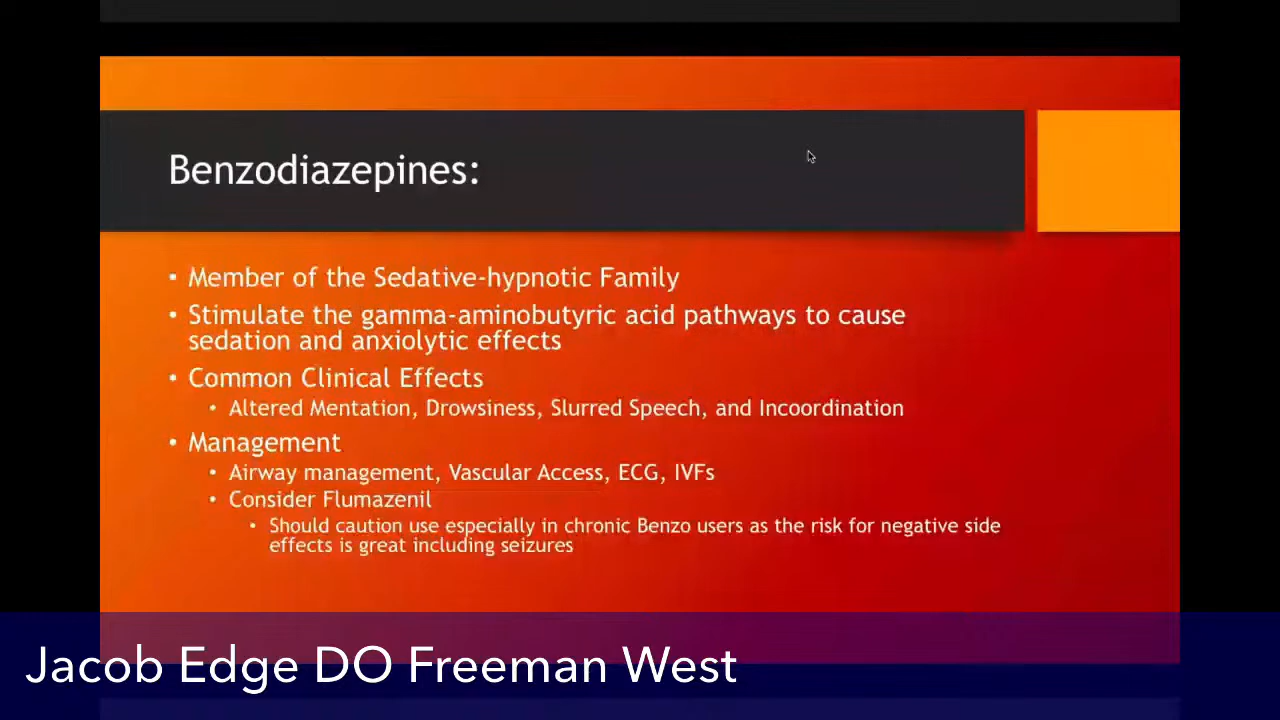 Benzodiazepines:
• Member of the Sedative-hypnotic Family
• Stimulate the gamma-aminobutyric acid pathways to cause
sedation and anxiolytic effects
• Common Clinical Effects
• Altered Mentation, Drowsiness, Slurred Speech, and Incoordination
• Management
• Airway management, Vascular Access, ECG, IVFs
• Consider Flumazenil
• Should caution use especially in chronic Benzo users as the risk for negative side
effects is great including seizures
Jacob Edge DO Freeman West